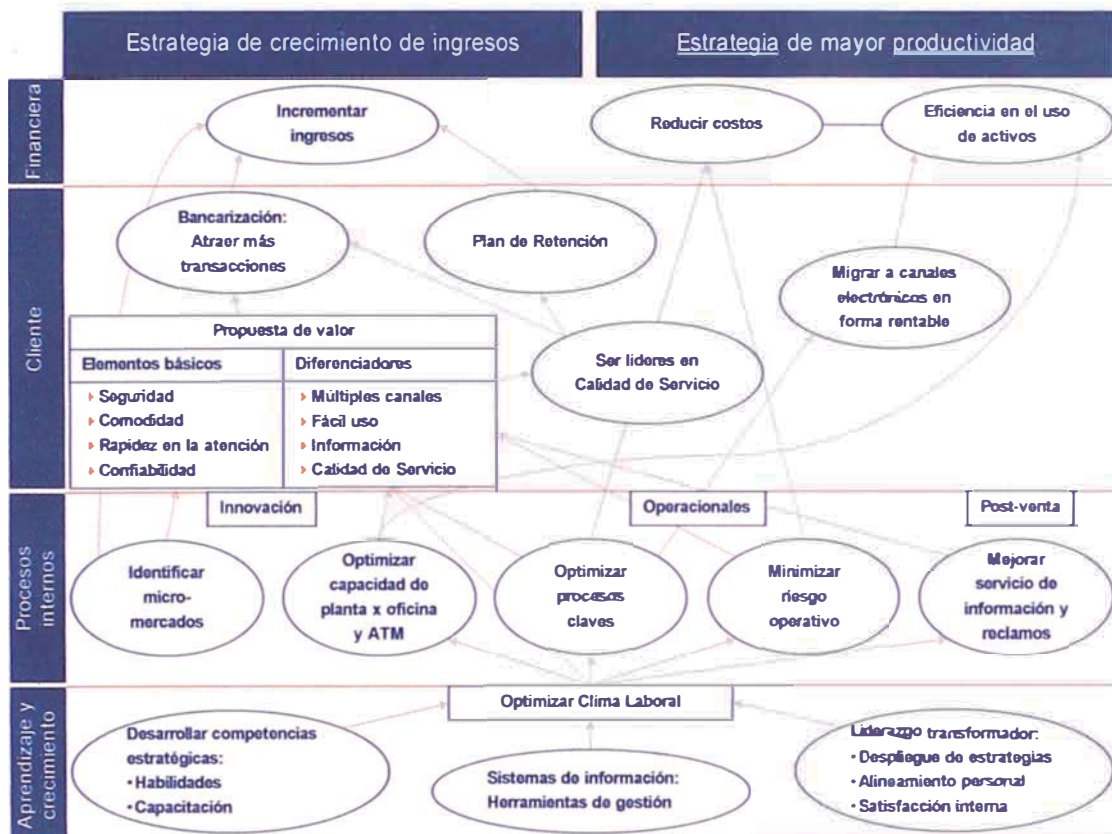 Estrategia de crecimiento de ingresos
Estrategia de mayor productividad
Financiera
Incrementar
ingresos
Reducir costos
Eficiencia en el uso
de activos
Cliente
Bancarización:
Atraer más
transacciones
Plan de Retención
Migrar a canales
electrónicos en
forma rentable
Ser líderes en
Calidad de Servicio
Propuesta de valor
Elementos básicos
Seguridad
Comodidad
Rapidez en la atención
Confiabilidad
Diferenciadores
Múltiples canales
Fácil uso
Información
Calidad de Servicio
Procesos
internos
Innovación
Operacionales
Post-venta
Identificar
micro-
mercados
Optimizar
capacidad de
planta x oficina
y ATM
Optimizar
procesos
claves
Minimizar
riesgo
operativo
Mejorar
servicio de
información y
reclamos
Aprendizaje y
crecimiento
Optimizar Clima Laboral
Desarrollar competencias
estratégicas:
• Habilidades
• Capacitación
Sistemas de información:
Herramientas de gestión
Liderazgo transformador:
• Despliegue de estrategias
• Alineamiento personal
• Satisfacción interna